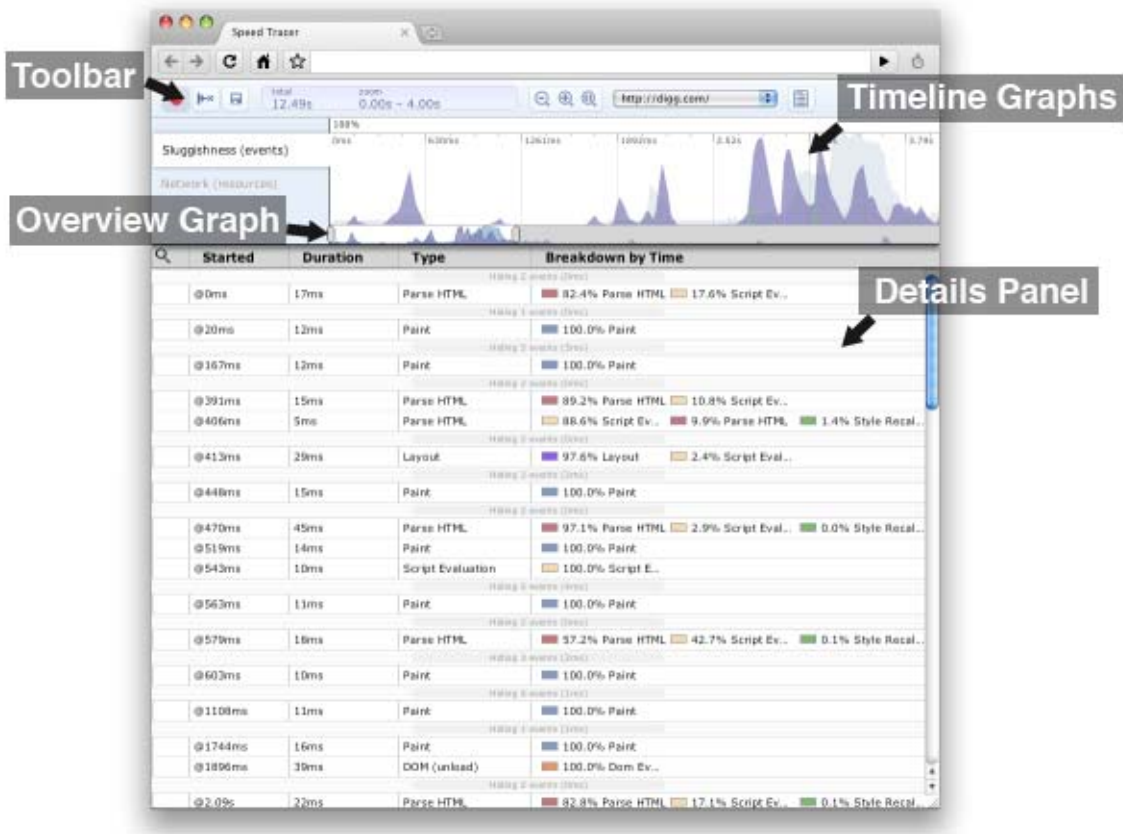 Speed Tracer
Toolbar
total
12.49s
zoom
0.00s - 4.00s
http://digg.com/
Timeline Graphs
100%
0ms 630ms 1261ms 1892ms 2.52s 3.79s
Sluggishness (events)
Network (resources)
Overview Graph
Started Duration Type Breakdown by Time
Details Panel
@0ms 17ms Parse HTML 82.4% Parse HTML 17.6% Script Ev...
@20ms 12ms Paint 100.0% Paint
@167ms 12ms Paint 100.0% Paint
@391ms 15ms Parse HTML 89.2% Parse HTML 10.8% Script Ev...
@406ms 5ms Parse HTML 88.6% Script Ev... 9.9% Parse HTML 1.4% Style Recal...
@413ms 29ms Layout 97.6% Layout 2.4% Script Eval...
@448ms 15ms Paint 100.0% Paint
@470ms 45ms Parse HTML 97.1% Parse HTML 2.9% Script Eval... 0.0% Style Recal...
@519ms 14ms Paint 100.0% Paint
@543ms 10ms Script Evaluation 100.0% Script E...
@563ms 11ms Paint 100.0% Paint
@579ms 18ms Parse HTML 57.2% Parse HTML 42.7% Script Ev... 0.1% Style Recal...
@603ms 10ms Paint 100.0% Paint
@1108ms 11ms Paint 100.0% Paint
@1744ms 16ms Paint 100.0% Paint
@1896ms 39ms DOM (unload) 100.0% Dom Ev...
@2.09s 22ms Parse HTML 82.8% Parse HTML 17.1% Script Ev... 0.1% Style Recal...